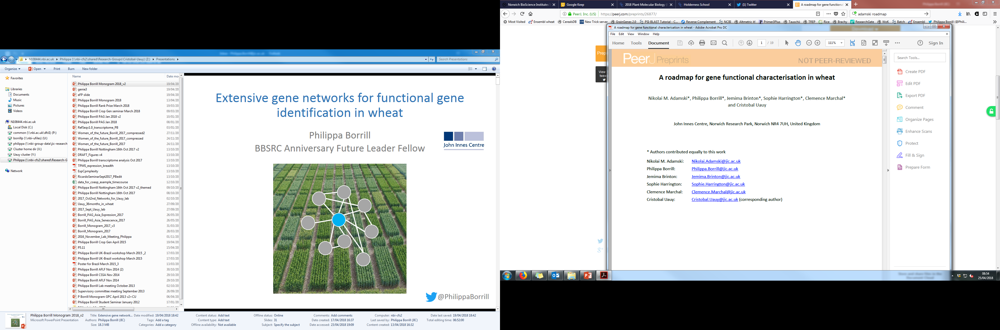 N108444.nbi.ac.uk ▸ Philippa (\\nbi-cfs2\shared\Research-Groups\Cristobal-Uauy) (Z:) ▸ Presentations ▸
Search Presentations
Organize Open Print Burn New folder
Favorites
Libraries
Documents
Music
Pictures
Videos
N108444.nbi.ac.uk
Local Disk (C:)
common (\\nbi.ac.uk\dfs$) (P:)
borrillp (\\nbi-ufiles) (U:)
philippa (\\nbi-group-data\jic-research
Cluster home dir (X:)
Uauy cluster (Y:)
Philippa (\\nbi-cfs2\shared\Research-G
Network
Name Date mo
Philippa Borrill Monogram 2018_v2 19/04/20
genie3 19/04/20
eFP slide 19/04/20
Philippa Borrill Monogram 2018 13/04/20
Philippa Borrill Rank Prize March 2018 19/03/20
Philippa Borrill Crop Gen seminar March 2018 09/03/20
Philippa Borrill PAG Jan 2018 v2 10/01/20
Philippa Borrill PAG Jan 2018 08/01/20
RefSeqv1.0_transcriptome_PB 03/01/20
Women_of_the_future_Borrill_2017_compressed2 27/11/20
Women_of_the_future_Borrill_2017_compressed 24/11/20
Women_of_the_future_Borrill_2017 24/11/20
Philippa Borrill Nottingham 16th Oct 2017 v2 13/10/20
DRAFT_Figures v4 13/10/20
Philippa Borrill transcriptome analysis Oct 2017 13/10/20
TPMS_expression_breadth 13/10/20
ExpCpmplexity 13/10/20
RicardoSeminarSept2017_PBedit 13/10/20
data_for_coexp_example_timecourse 12/10/20
Philippa Borrill Nottingham 16th Oct 2017 v2_themed 09/10/20
Philippa Borrill Nottingham 16th Oct 2017 08/10/20
2017_Oct2nd_Networks_for_Uauy_lab 02/10/20
Uauy_36months_in_wheat 27/09/20
2017_Sept_Uauy_lab 27/09/20
Borrill_PAG_Asia_Expression_2017 26/05/20
Borrill_PAG_Asia_Senescence_2017 26/05/20
Borrill_Monogram_2017_v3 31/03/20
Borrill_Monogram_2017 28/03/20
2016_November_Lab_Meeting_Philippa 01/11/20
Philippa Borrill Crop Gen April 2015 19/04/20
P5.11 15/04/20
Philippa Borrill UK-Brazil workshop March 2015 _2 17/03/20
Philippa Borrill UK-Brazil workshop March 2015 17/03/20
Poster for Brazil March 2015_3 13/03/20
Philippa Borrill AFLF Nov 2014 (2) 30/10/20
Philippa Borrill CSSA Nov 2014 29/10/20
Philippa Borrill AFLF Nov 2014 29/10/20
Philippa Borrill Lab meeting October 2013 02/10/20
Supervisory committee meeting September 2013 26/09/20
P Borrill Monogram GPC April 2013 v2+CU 06/04/20
Philippa Borrill Student Seminar January 2012 17/01/20
Extensive gene networks for functional gene
identification in wheat
Philippa Borrill
BBSRC Anniversary Future Leader Fellow
John Innes Centre
@PhilippaBorrill
Philippa Borrill Monogram 2018_v2 Title: Extensive gene network... Date modified: 19/04/2018 18:42 Content status: Add text Offline status: Online Comments: Add comments Computer: nbi-cfs2 Date last saved: 19/04/2018 18:42
Microsoft PowerPoint Presentation Authors: Philippa Borrill (JIC) Tags: Add a tag Content type: Add text Slides: 31 Date created: 17/04/2018 16:37 Last saved by: Philippa Borrill (JIC) Total editing time: 06:52:00
Size: 18.3 MB Categories: Add a category Offline availability: Not available Subject: Specify the subject Date accessed: 23/04/2018 19:09 Content created: 13/04/2018 16:32
Norwich BioScience Institutes Google Keep 2018 Plant Molecular Biology Holderness School (1) Twitter A roadmap for gene functional
PeerJ, Inc. (US) https://peerj.com/preprints/26877/ adamski roadmap
Most Visited Ensembl wheat CerealsDB New Trick server GrainGenes 2.0 PSI-BLAST Tutorial - C... Reverse Complement NCBI Altmetric it! Primer3Plus Tauschii TREP Rice Brachy ResearchGate WoK Batch Ensembl Philippa Borrill (@Phili...
A roadmap for gene functional characterisation in wheat - Adobe Acrobat Pro DC
File Edit View Window Help
Home Tools Document 1 / 19 111% Sign In
Prep
View
twee
PeerJ Preprints NOT PEER-REVIEWED
A roadmap for gene functional characterisation in wheat
Nikolai M. Adamski*, Philippa Borrill*, Jemima Brinton*, Sophie Harrington*, Clemence Marchal*
and Cristobal Uauy
John Innes Centre, Norwich Research Park, Norwich NR4 7UH, United Kingdom
* Authors contributed equally to this work
Nikolai M. Adamski: Nikolai.Adamski@jic.ac.uk
Philippa Borrill: Philippa.Borrill@jic.ac.uk
Jemima Brinton: Jemima.Brinton@jic.ac.uk
Sophie Harrington: Sophie.Harrington@jic.ac.uk
Clemence Marchal: Clemence.Marchal@jic.ac.uk
Cristobal Uauy: Cristobal.Uauy@jic.ac.uk (corresponding author)
Search Tools...
Create PDF
Edit PDF
Export PDF
Comment
Organize Pages
Enhance Scans
Protect
Fill & Sign
Prepare Form
08:54
25/04/2018